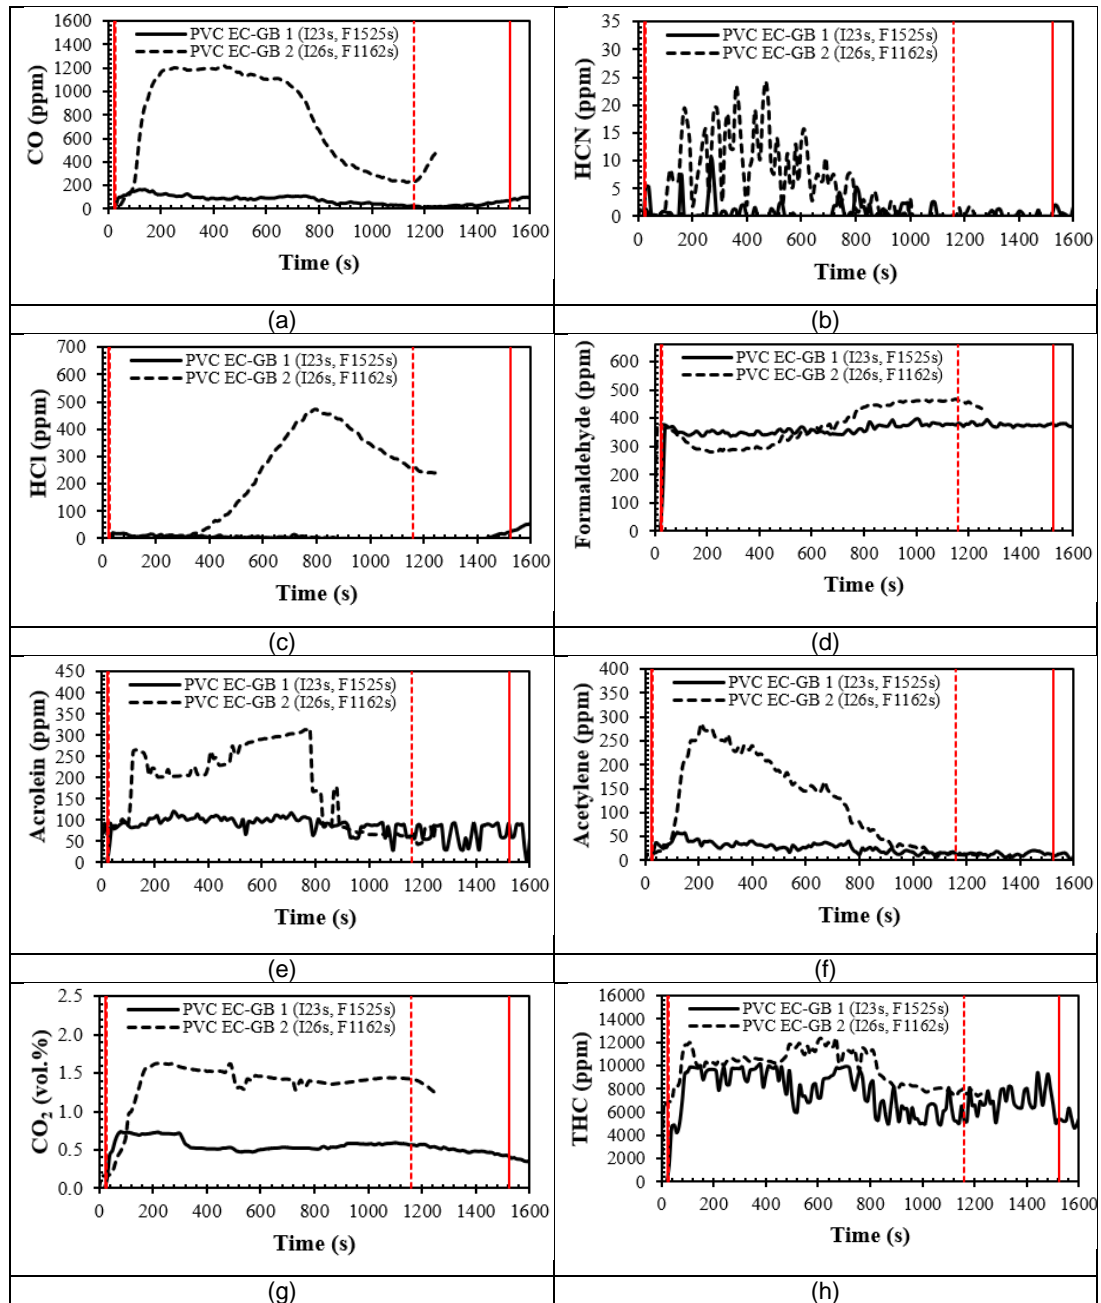 1600
1400
1200
1000
800
600
400
200
0
CO (ppm)
PVC EC-GB 1 (I23s, F1525s)
PVC EC-GB 2 (I26s, F1162s)
0 200 400 600 800 1000 1200 1400 1600
Time (s)
(a)
35
30
25
20
15
10
5
0
HCN (ppm)
PVC EC-GB 1 (I23s, F1525s)
PVC EC-GB 2 (I26s, F1162s)
0 200 400 600 800 1000 1200 1400 1600
Time (s)
(b)
700
600
500
400
300
200
100
0
HCl (ppm)
PVC EC-GB 1 (I23s, F1525s)
PVC EC-GB 2 (I26s, F1162s)
0 200 400 600 800 1000 1200 1400 1600
Time (s)
(c)
600
500
400
300
200
100
0
Formaldehyde (ppm)
PVC EC-GB 1 (I23s, F1525s)
PVC EC-GB 2 (I26s, F1162s)
0 200 400 600 800 1000 1200 1400 1600
Time (s)
(d)
450
400
350
300
250
200
150
100
50
0
Acrolein (ppm)
PVC EC-GB 1 (I23s, F1525s)
PVC EC-GB 2 (I26s, F1162s)
0 200 400 600 800 1000 1200 1400 1600
Time (s)
(e)
400
350
300
250
200
150
100
50
0
Acetylene (ppm)
PVC EC-GB 1 (I23s, F1525s)
PVC EC-GB 2 (I26s, F1162s)
0 200 400 600 800 1000 1200 1400 1600
Time (s)
(f)
2.5
2.0
1.5
1.0
0.5
0.0
CO₂ (vol.%)
PVC EC-GB 1 (I23s, F1525s)
PVC EC-GB 2 (I26s, F1162s)
0 200 400 600 800 1000 1200 1400 1600
Time (s)
(g)
16000
14000
12000
10000
8000
6000
4000
2000
0
THC (ppm)
PVC EC-GB 1 (I23s, F1525s)
PVC EC-GB 2 (I26s, F1162s)
0 200 400 600 800 1000 1200 1400 1600
Time (s)
(h)